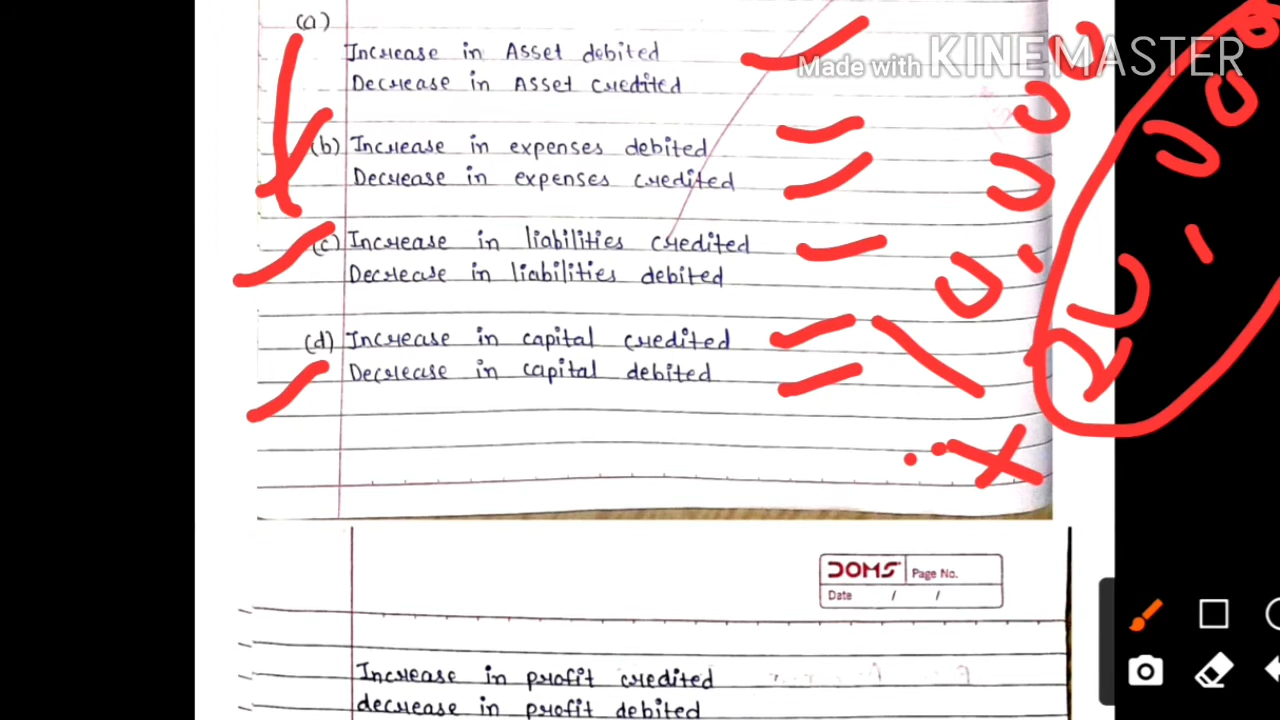 (a)
Increase in Asset debited
Made with KINEMASTER
Decrease in Asset credited
(b) Increase in expenses debited
Decrease in expenses credited
(c) Increase in liabilities credited
Decrease in liabilities debited
(d) Increase in capital credited
Decrease in capital debited
DOMS Page No.
Date / /
Increase in profit credited
decrease in profit debited